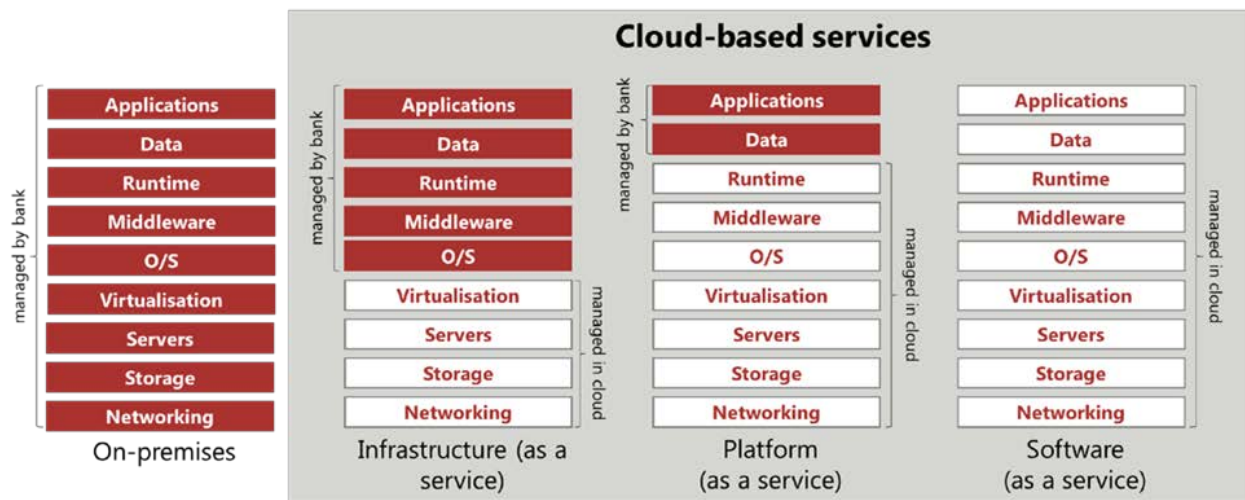 Cloud-based services
managed by bank
Applications
Data
Runtime
Middleware
O/S
Virtualisation
Servers
Storage
Networking
On-premises
managed by bank
Applications
Data
Runtime
Middleware
O/S
Virtualisation
Servers
Storage
Networking
managed in cloud
Infrastructure (as a
service)
managed by bank
Applications
Data
Runtime
Middleware
O/S
Virtualisation
Servers
Storage
Networking
managed in cloud
Platform
(as a service)
Applications
Data
Runtime
Middleware
O/S
Virtualisation
Servers
Storage
Networking
managed in cloud
Software
(as a service)